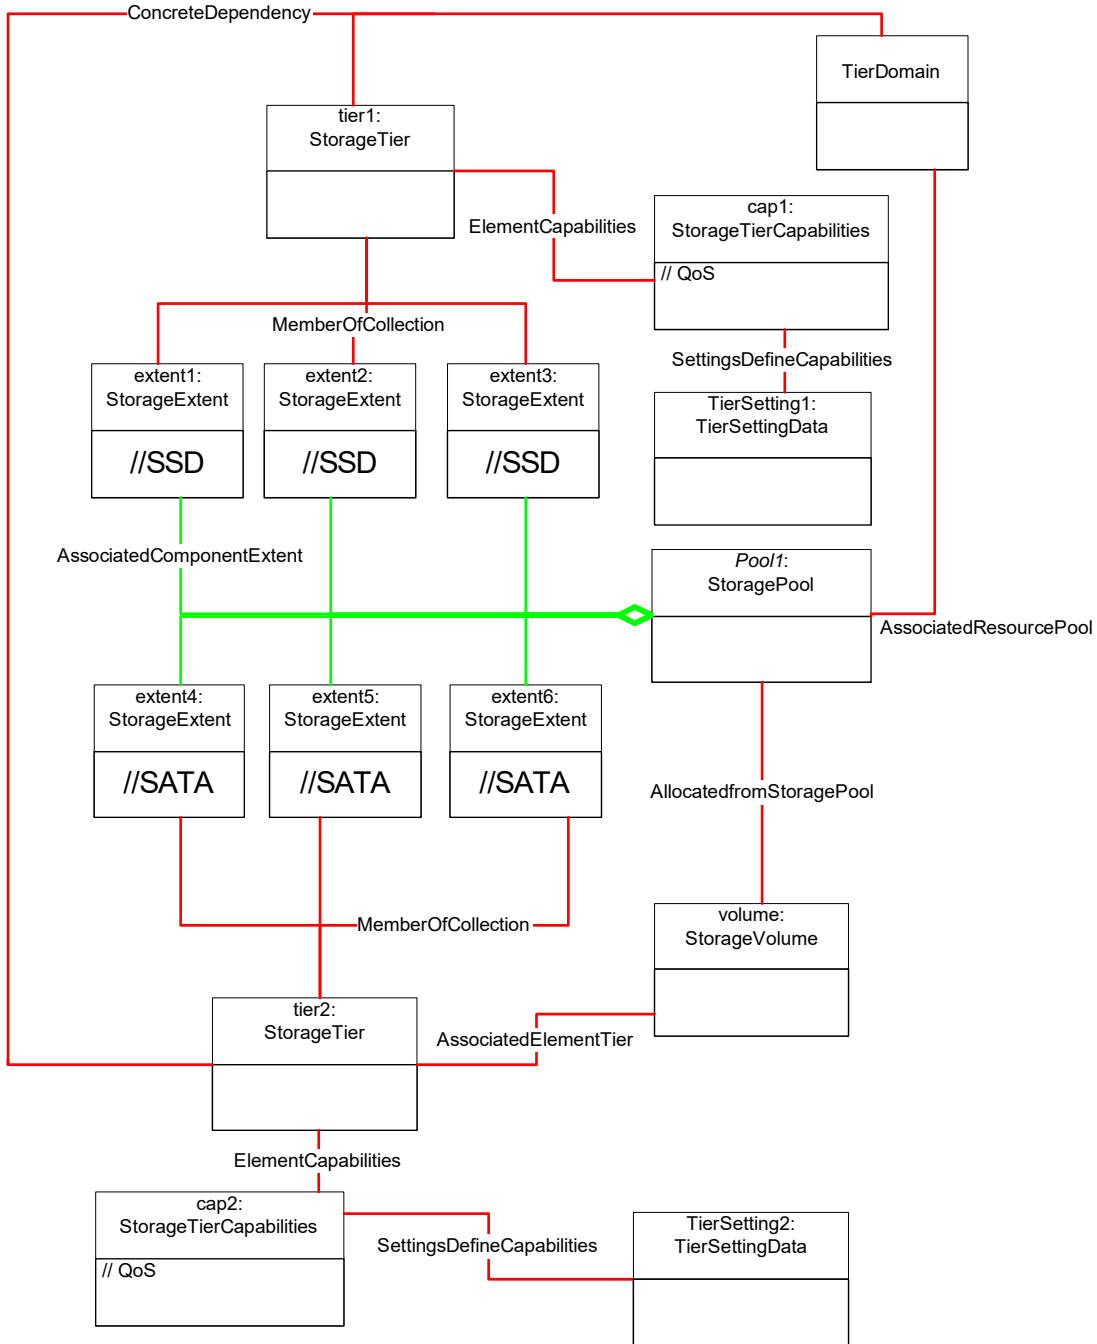 ConcreteDependency
TierDomain
tier1:
StorageTier
ElementCapabilities
cap1:
StorageTierCapabilities
// QoS
MemberOfCollection
SettingsDefineCapabilities
extent1:
StorageExtent
//SSD
extent2:
StorageExtent
//SSD
extent3:
StorageExtent
//SSD
TierSetting1:
TierSettingData
AssociatedComponentExtent
Pool1:
StoragePool
AssociatedResourcePool
extent4:
StorageExtent
//SATA
extent5:
StorageExtent
//SATA
extent6:
StorageExtent
//SATA
AllocatedfromStoragePool
MemberOfCollection
volume:
StorageVolume
tier2:
StorageTier
AssociatedElementTier
ElementCapabilities
cap2:
StorageTierCapabilities
// QoS
SettingsDefineCapabilities
TierSetting2:
TierSettingData